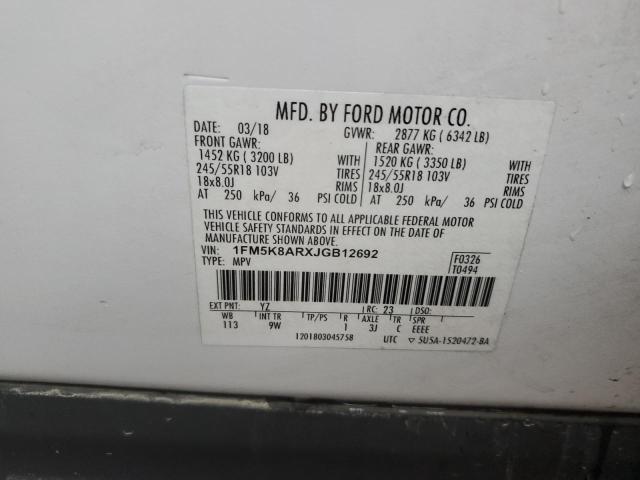 MFD. BY FORD MOTOR CO.
DATE: 03/18 GVWR: 2877 KG ( 6342 LB)
FRONT GAWR: REAR GAWR:
1452 KG ( 3200 LB) WITH 1520 KG ( 3350 LB) WITH
245/55R18 103V TIRES 245/55R18 103V TIRES
18x8.0J RIMS 18x8.0J RIMS
AT 250 kPa/ 36 PSI COLD AT 250 kPa/ 36 PSI COLD
THIS VEHICLE CONFORMS TO ALL APPLICABLE FEDERAL MOTOR
VEHICLE SAFETY STANDARDS IN EFFECT ON THE DATE OF
MANUFACTURE SHOWN ABOVE.
VIN: 1FM5K8ARXJGB12692 F0326
TYPE: MPV T0494
EXT PNT: YZ RC: 23 DSO:
WB INT TR TP/PS R AXLE TR SPR
113 9W 1 3J C EEEE
1201803045758 UTC ▽ 5U5A-1520472-BA